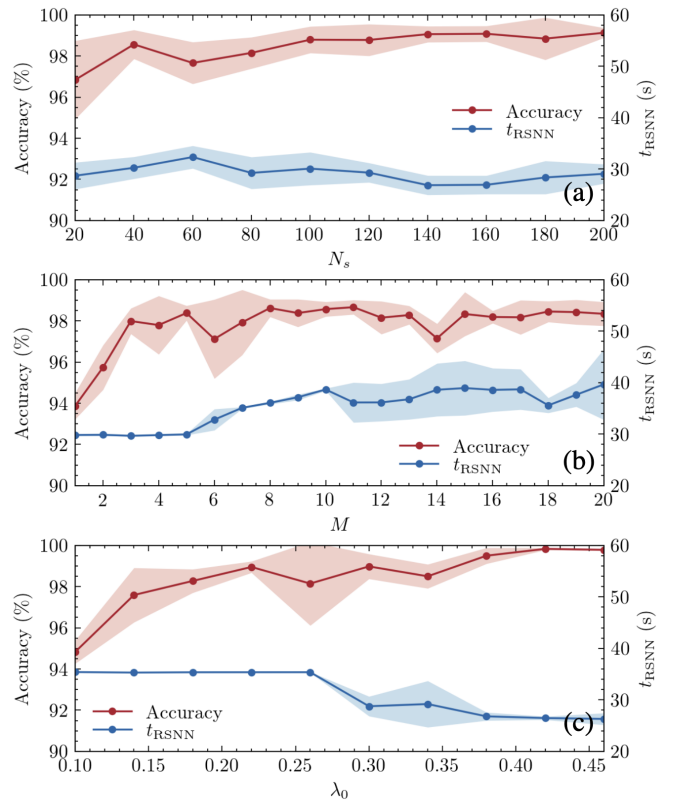 100
98
96
94
92
90
Accuracy (%)
60
50
40
30
20
t_RSNN (s)
Accuracy
t_RSNN
(a)
20 40 60 80 100 120 140 160 180 200
N_s
100
98
96
94
92
90
Accuracy (%)
60
50
40
30
20
t_RSNN (s)
Accuracy
t_RSNN
(b)
2 4 6 8 10 12 14 16 18 20
M
100
98
96
94
92
90
Accuracy (%)
60
50
40
30
20
t_RSNN (s)
Accuracy
t_RSNN
(c)
0.10 0.15 0.20 0.25 0.30 0.35 0.40 0.45
λ_0